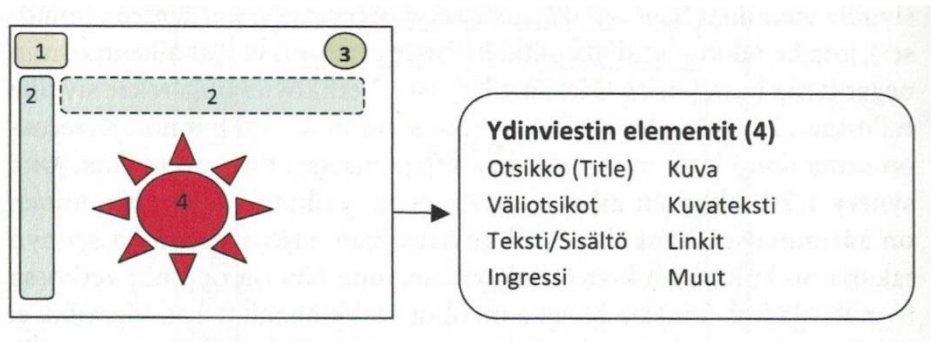 1
3
2
2
4
Ydinviestin elementit (4)
Otsikko (Title) Kuva
Väliotsikot Kuvateksti
Teksti/Sisältö Linkit
Ingressi Muut